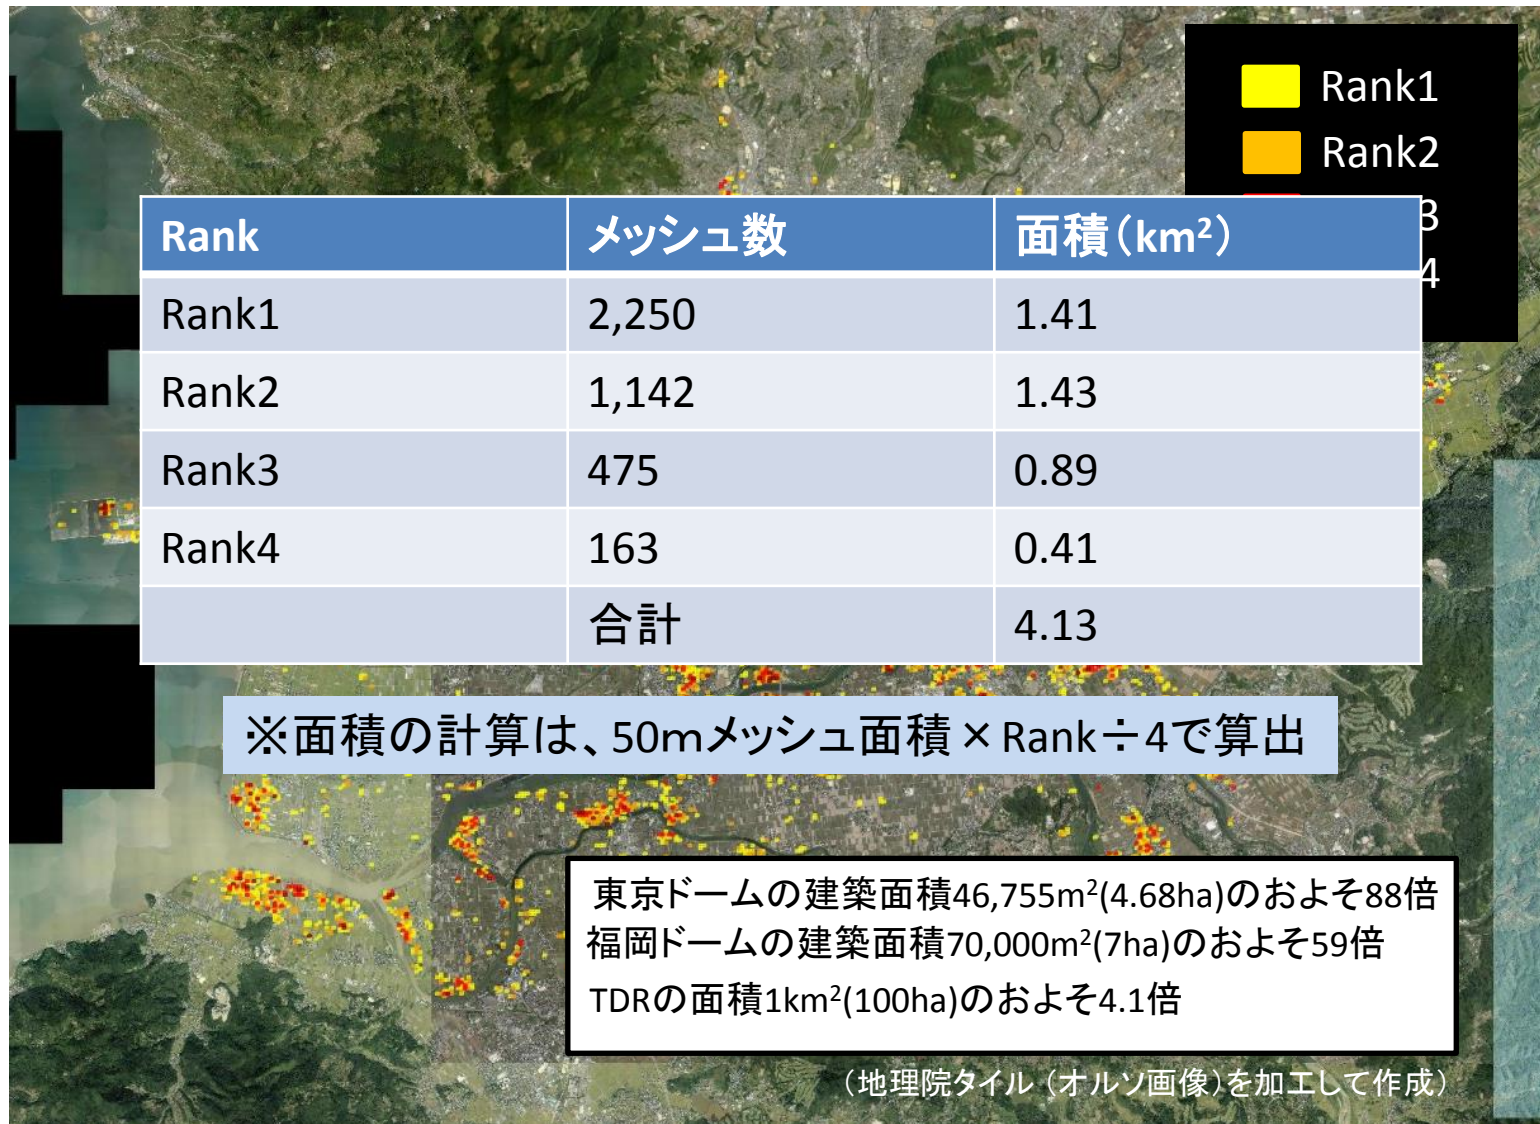 Rank1
Rank2
3
4
Rank メッシュ数 面積（km²）
Rank1 2,250 1.41
Rank2 1,142 1.43
Rank3 475 0.89
Rank4 163 0.41
合計 4.13
※面積の計算は、50mメッシュ面積×Rank÷4で算出
東京ドームの建築面積46,755m²(4.68ha)のおよそ88倍
福岡ドームの建築面積70,000m²(7ha)のおよそ59倍
TDRの面積1km²(100ha)のおよそ4.1倍
（地理院タイル（オルソ画像）を加工して作成）